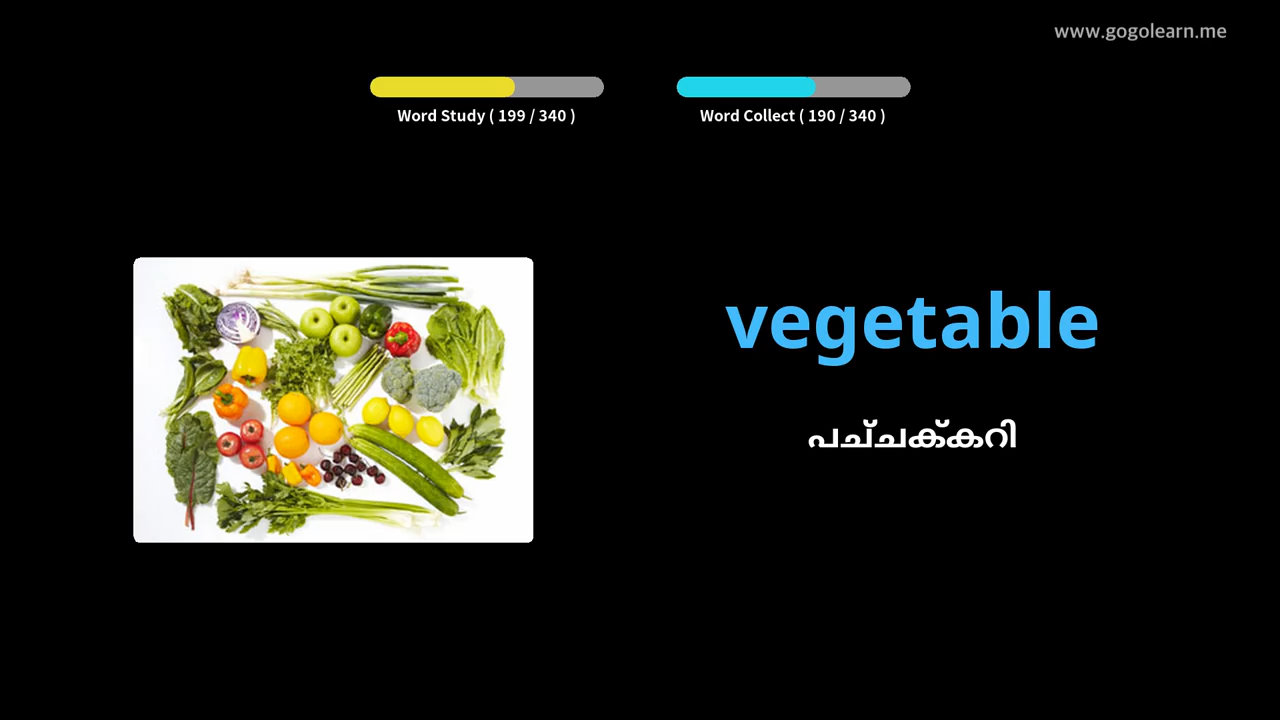 www.gogolearn.me
Word Study ( 199 / 340 )
Word Collect ( 190 / 340 )
vegetable
പച്ചക്കറി